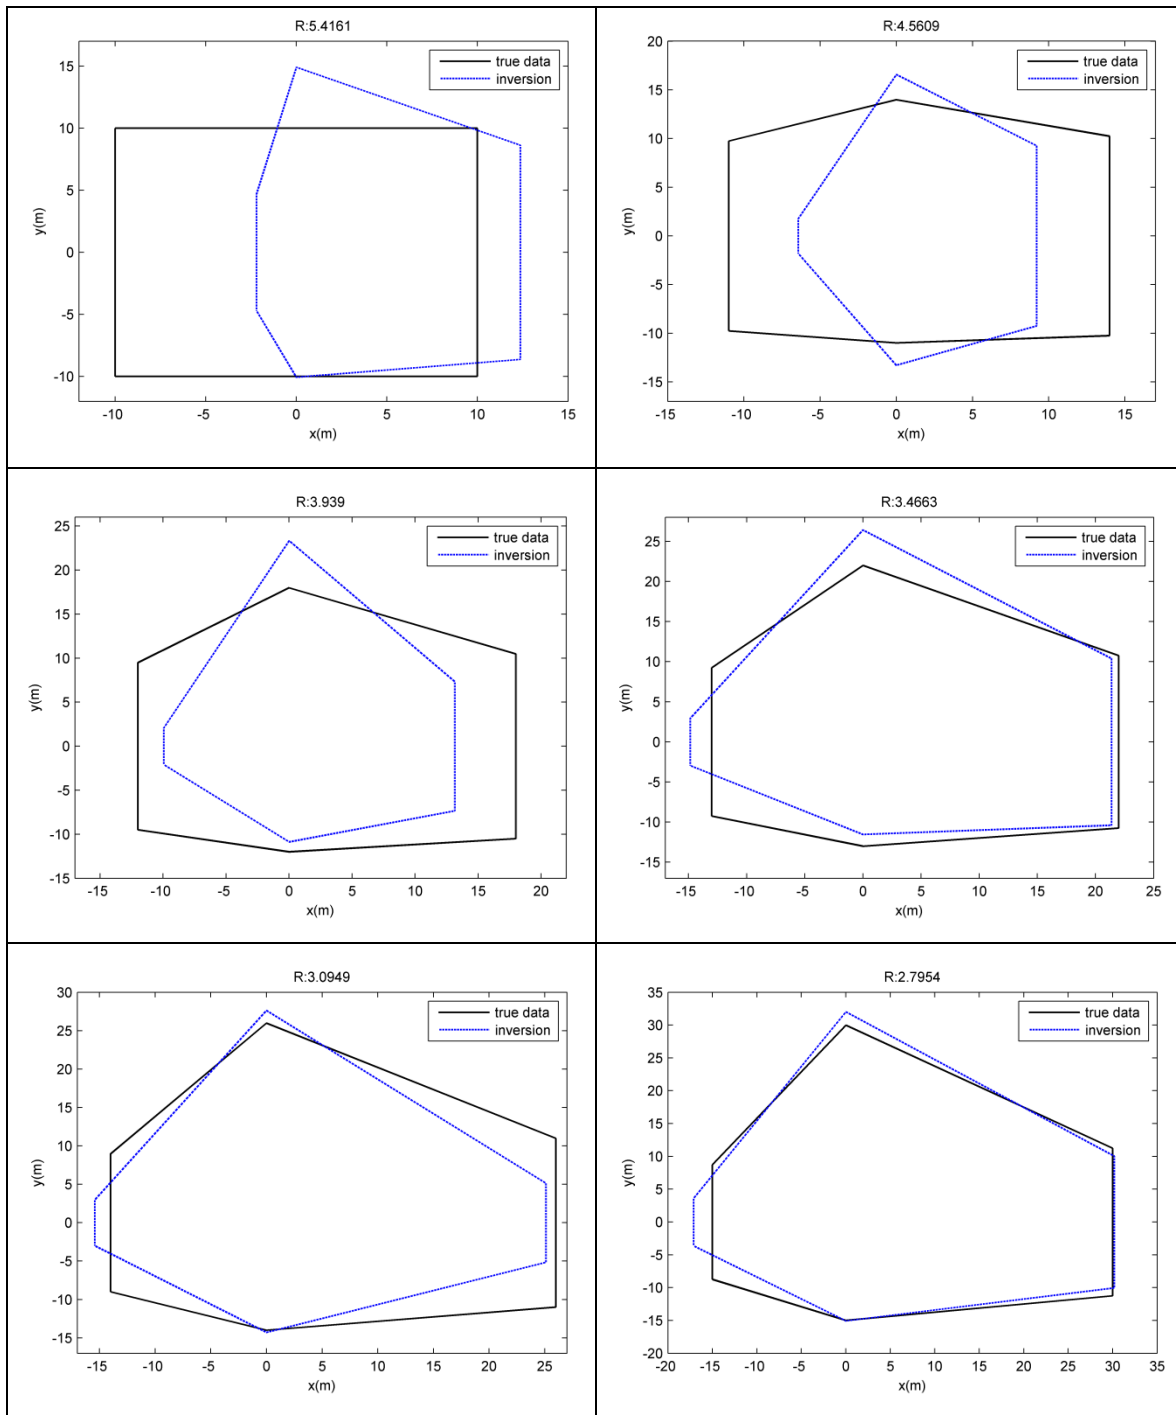 R:5.4161
true data
inversion
15
10
5
0
-5
-10
y(m)
-10 -5 0 5 10 15
x(m)
R:4.5609
true data
inversion
20
15
10
5
0
-5
-10
-15
y(m)
-15 -10 -5 0 5 10 15
x(m)
R:3.939
true data
inversion
25
20
15
10
5
0
-5
-10
-15
y(m)
-15 -10 -5 0 5 10 15 20
x(m)
R:3.4663
true data
inversion
25
20
15
10
5
0
-5
-10
-15
y(m)
-15 -10 -5 0 5 10 15 20 25
x(m)
R:3.0949
true data
inversion
30
25
20
15
10
5
0
-5
-10
-15
y(m)
-15 -10 -5 0 5 10 15 20 25
x(m)
R:2.7954
true data
inversion
35
30
25
20
15
10
5
0
-5
-10
-15
-20
y(m)
-20 -15 -10 -5 0 5 10 15 20 25 30 35
x(m)